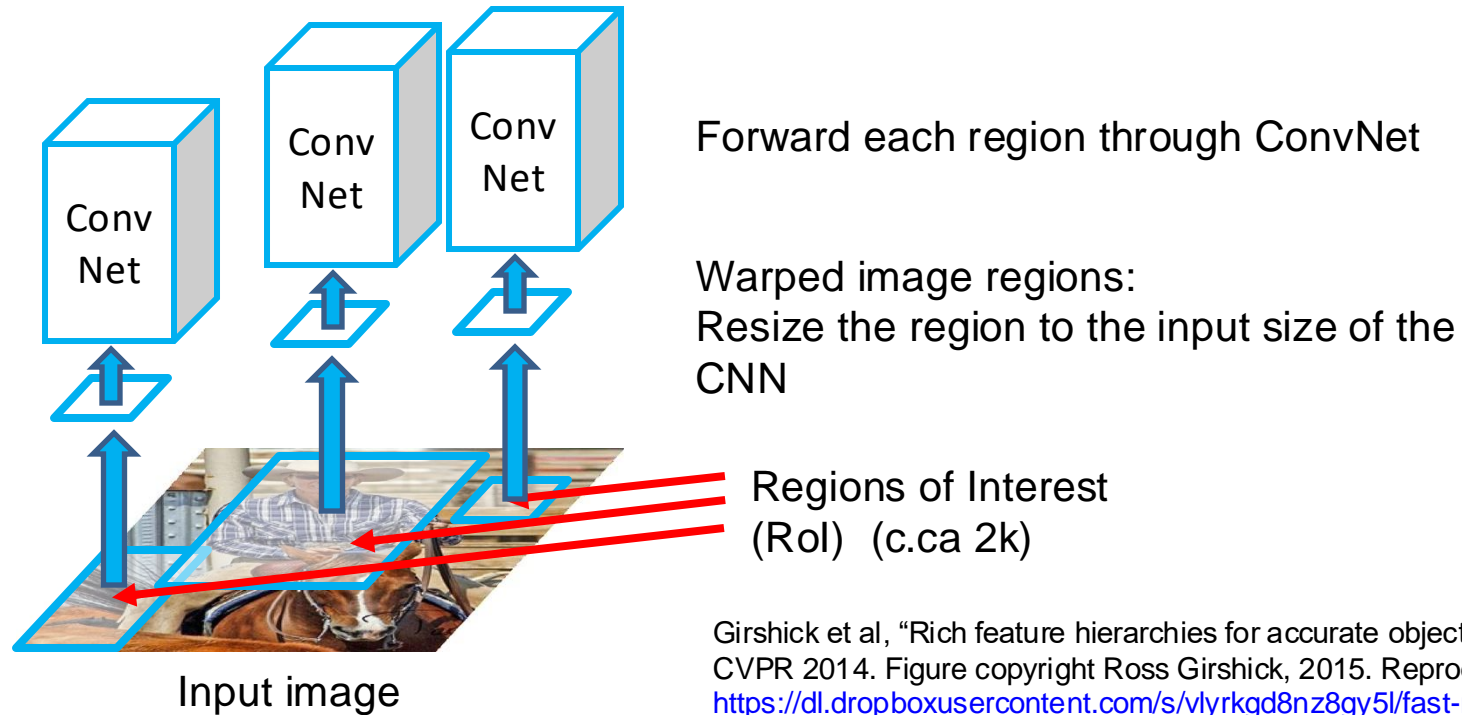 Conv
Net
Conv
Net
Conv
Net
Forward each region through ConvNet
Warped image regions:
Resize the region to the input size of the
CNN
Regions of Interest
(RoI) (c.ca 2k)
Input image
Girshick et al, “Rich feature hierarchies for accurate object
CVPR 2014. Figure copyright Ross Girshick, 2015. Reprod
https://dl.dropboxusercontent.com/s/vlyrkgd8nz8gy5l/fast-